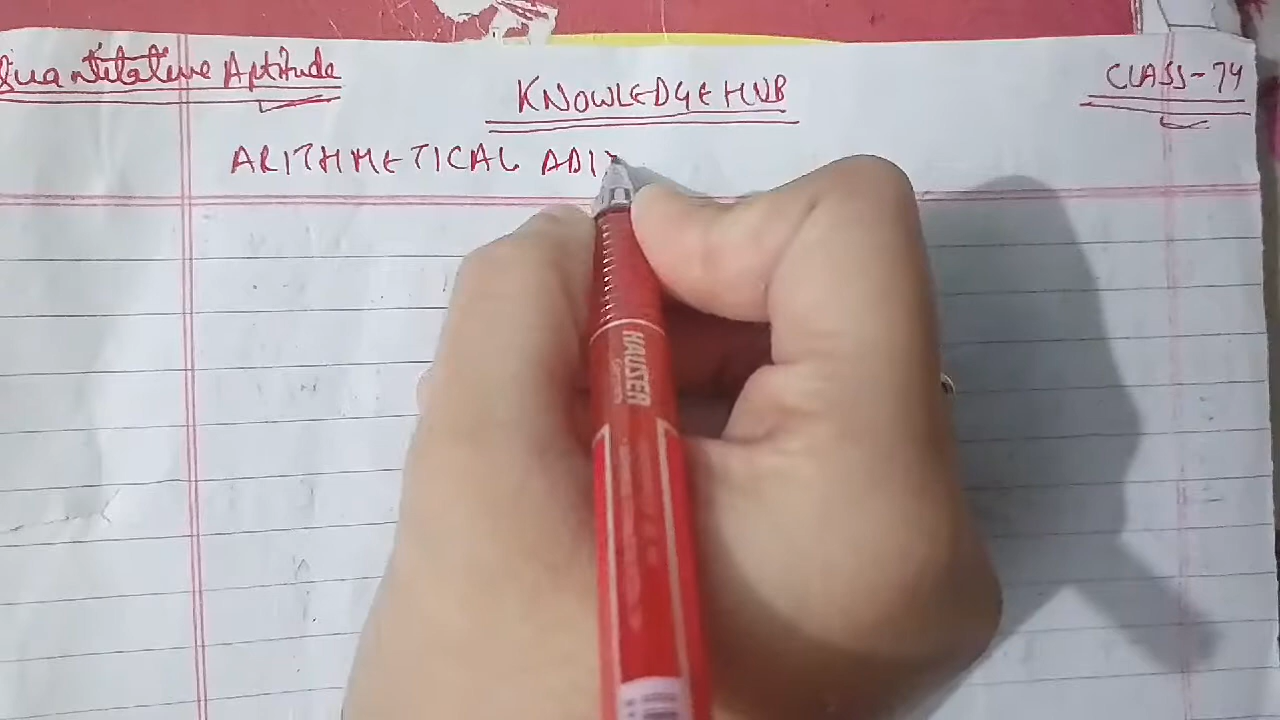 Quantitative Aptitude
KNOWLEDGE HUB
CLASS-74
ARITHMETICAL ADI
HAUSER